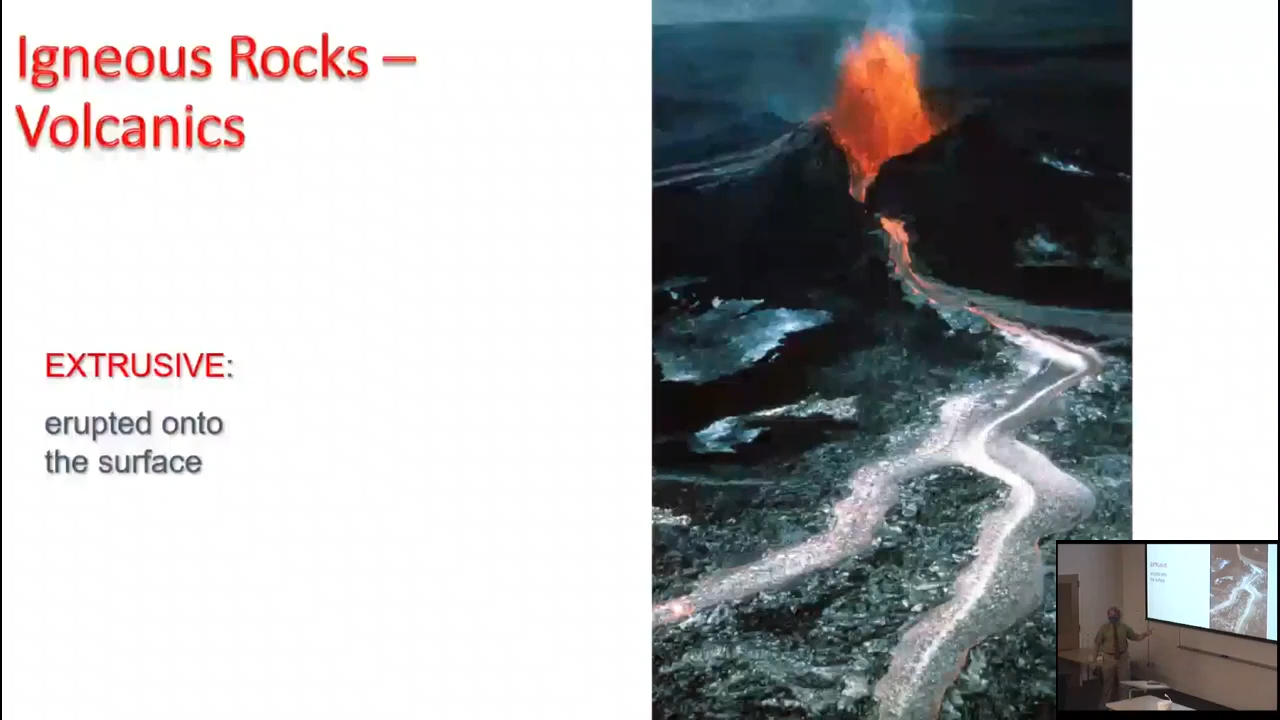 Igneous Rocks –
Volcanics
EXTRUSIVE:
erupted onto
the surface